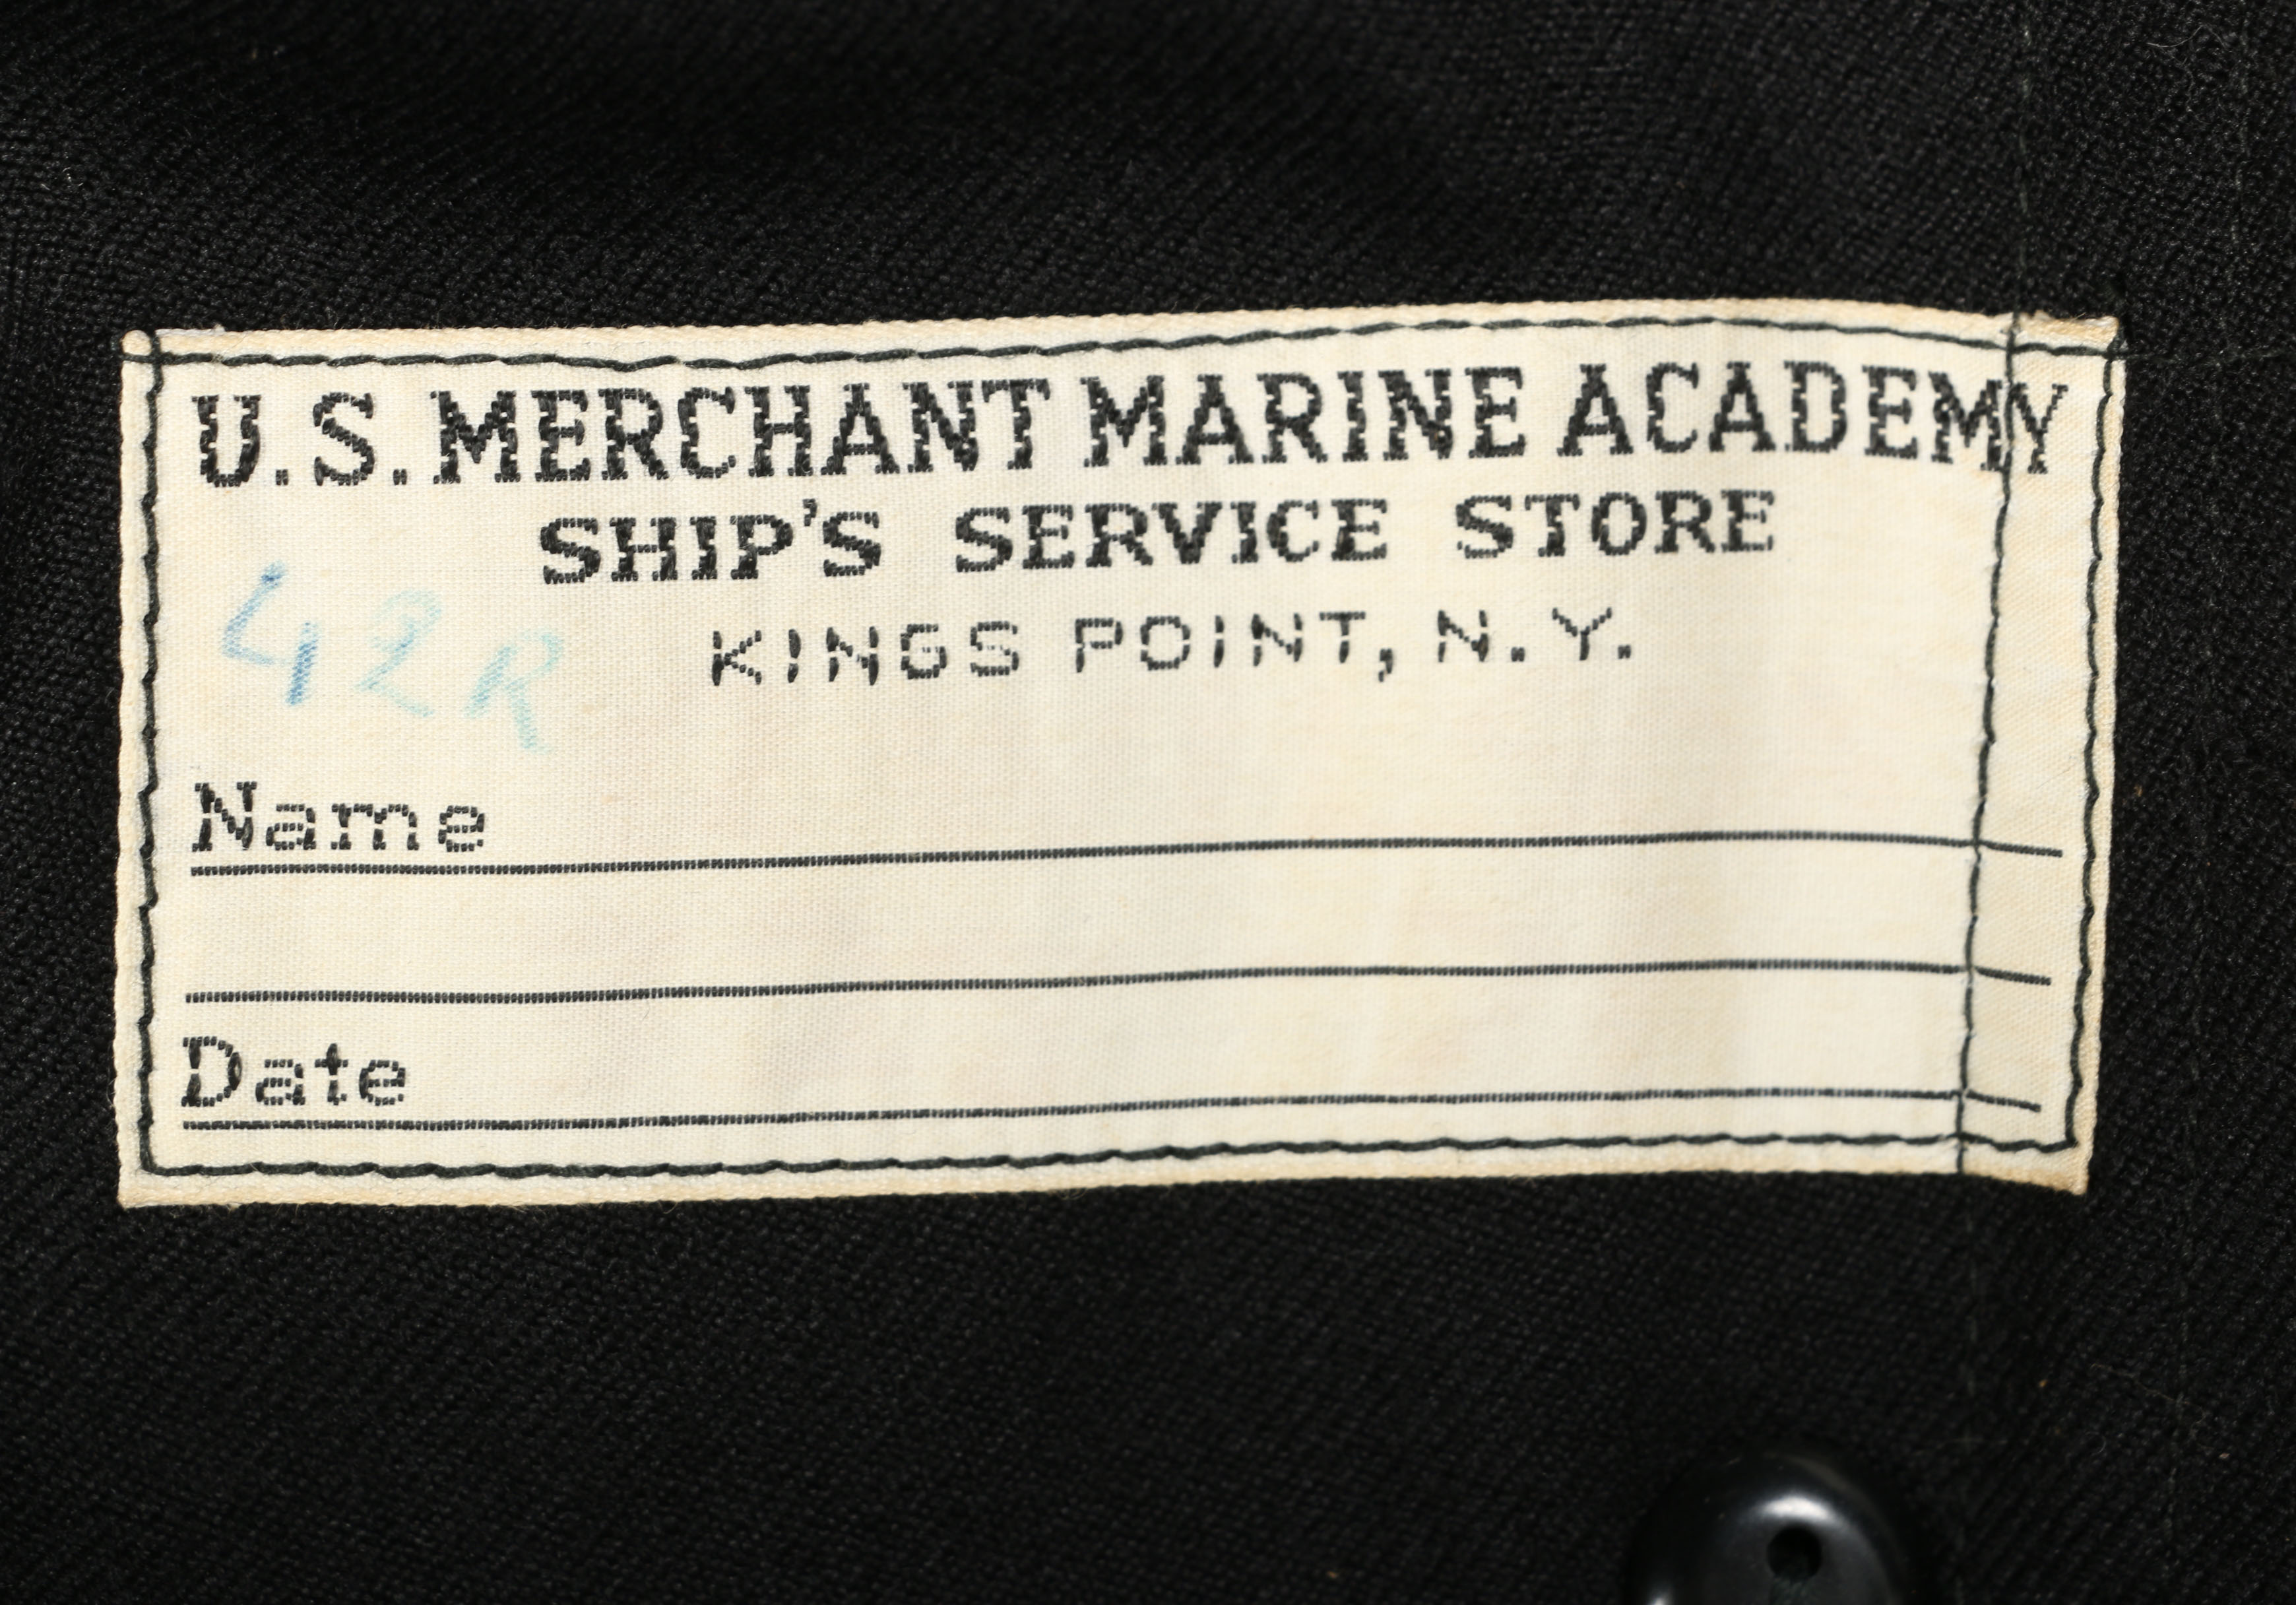 U.S. MERCHANT MARINE ACADEMY
SHIP'S SERVICE STORE
KINGS POINT, N.Y.
42R
Name
Date